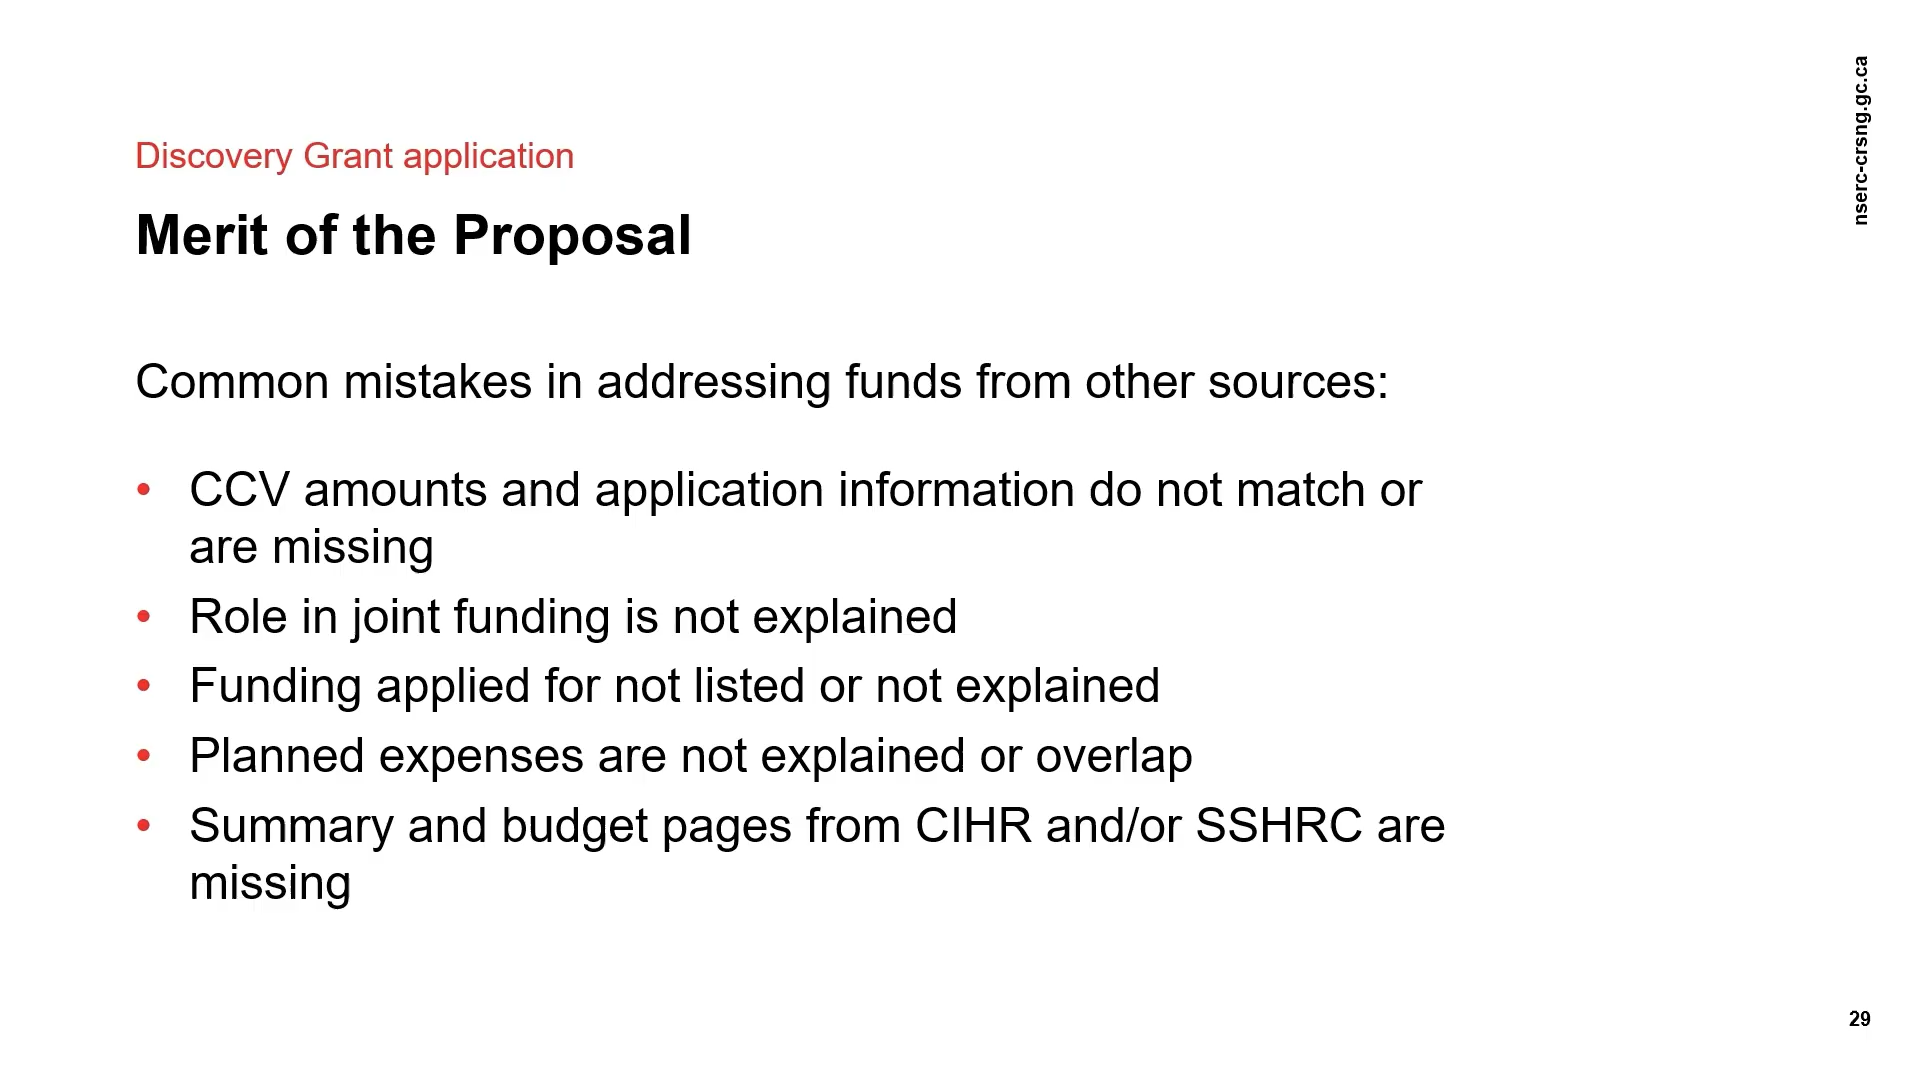 nserc-crsng.gc.ca
Discovery Grant application
Merit of the Proposal
Common mistakes in addressing funds from other sources:
• CCV amounts and application information do not match or
are missing
• Role in joint funding is not explained
• Funding applied for not listed or not explained
• Planned expenses are not explained or overlap
• Summary and budget pages from CIHR and/or SSHRC are
missing
29